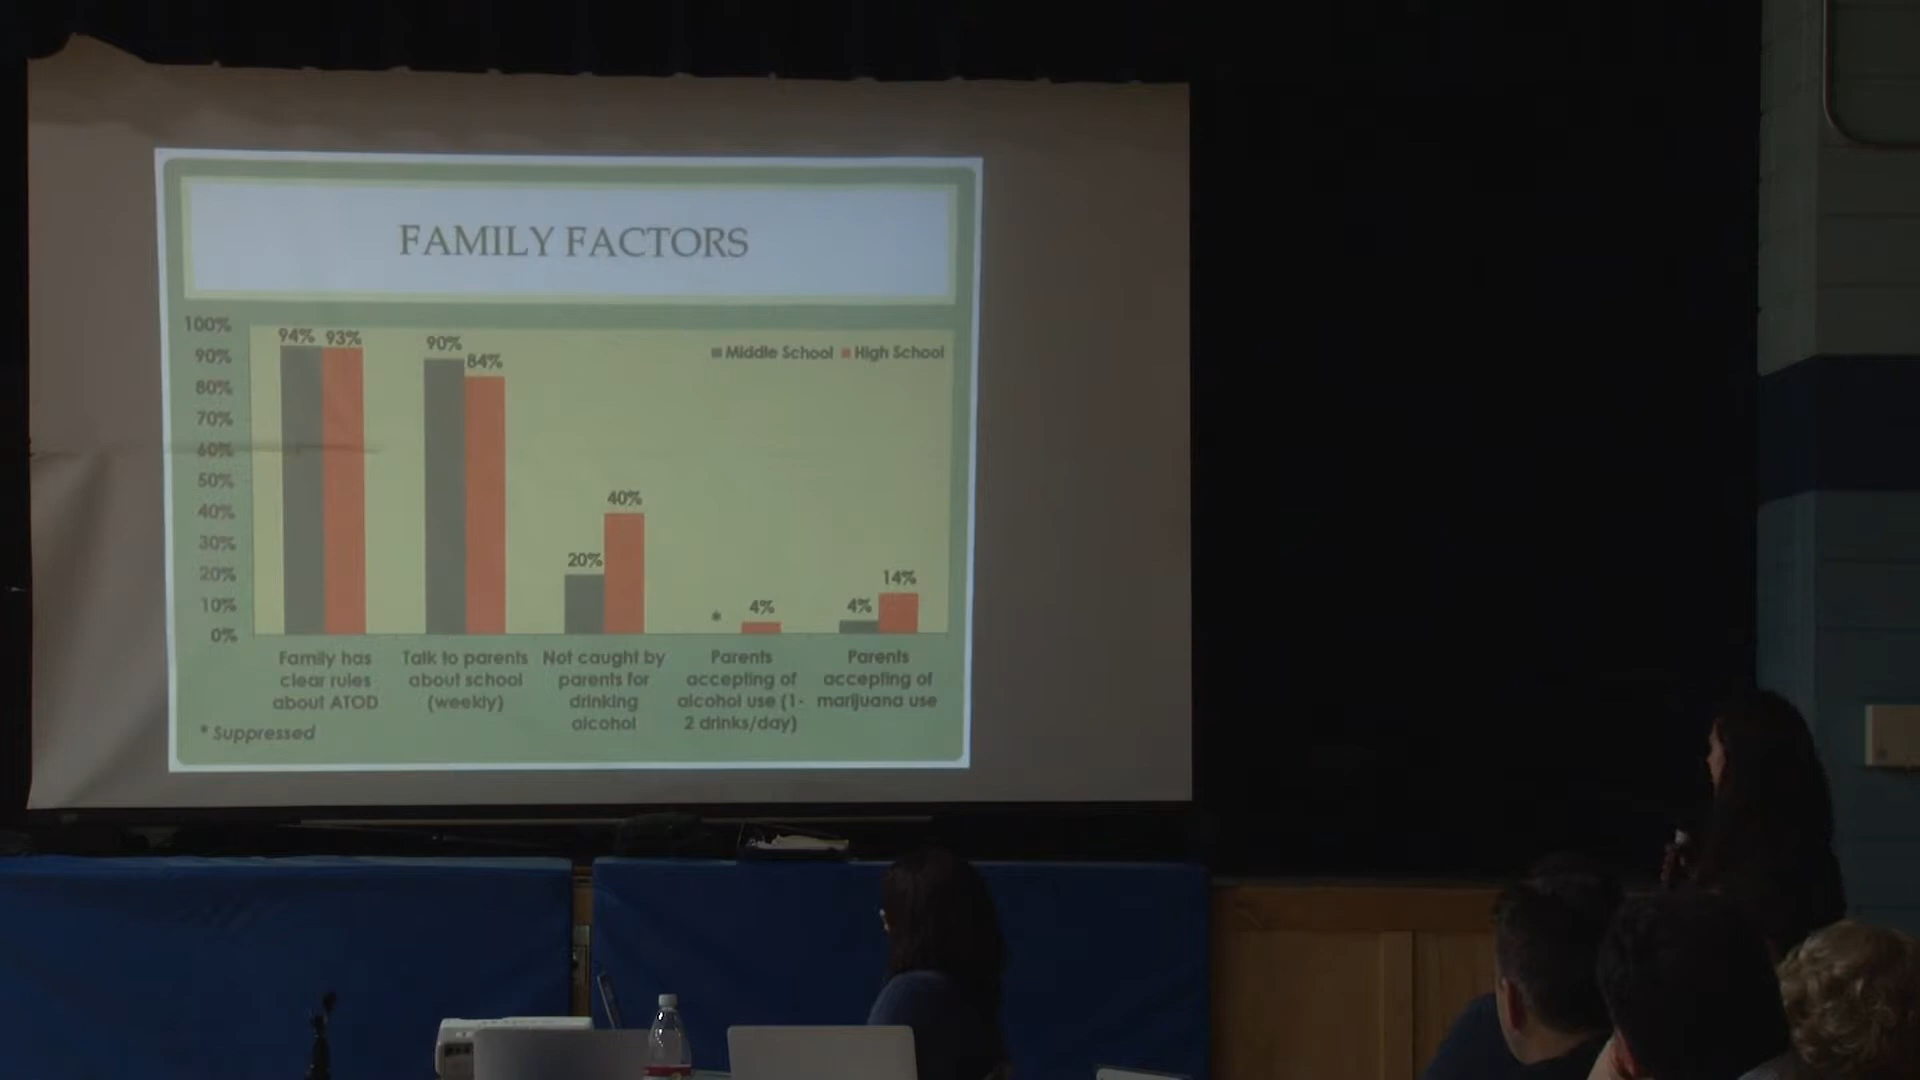 FAMILY FACTORS
100%
90%
80%
70%
60%
50%
40%
30%
20%
10%
0%
94% 93%
90%
84%
20%
40%
*
4%
4%
14%
Middle School High School
Family has
clear rules
about ATOD
Talk to parents
about school
(weekly)
Not caught by
parents for
drinking
alcohol
Parents
accepting of
alcohol use (1-
2 drinks/day)
Parents
accepting of
marijuana use
* Suppressed